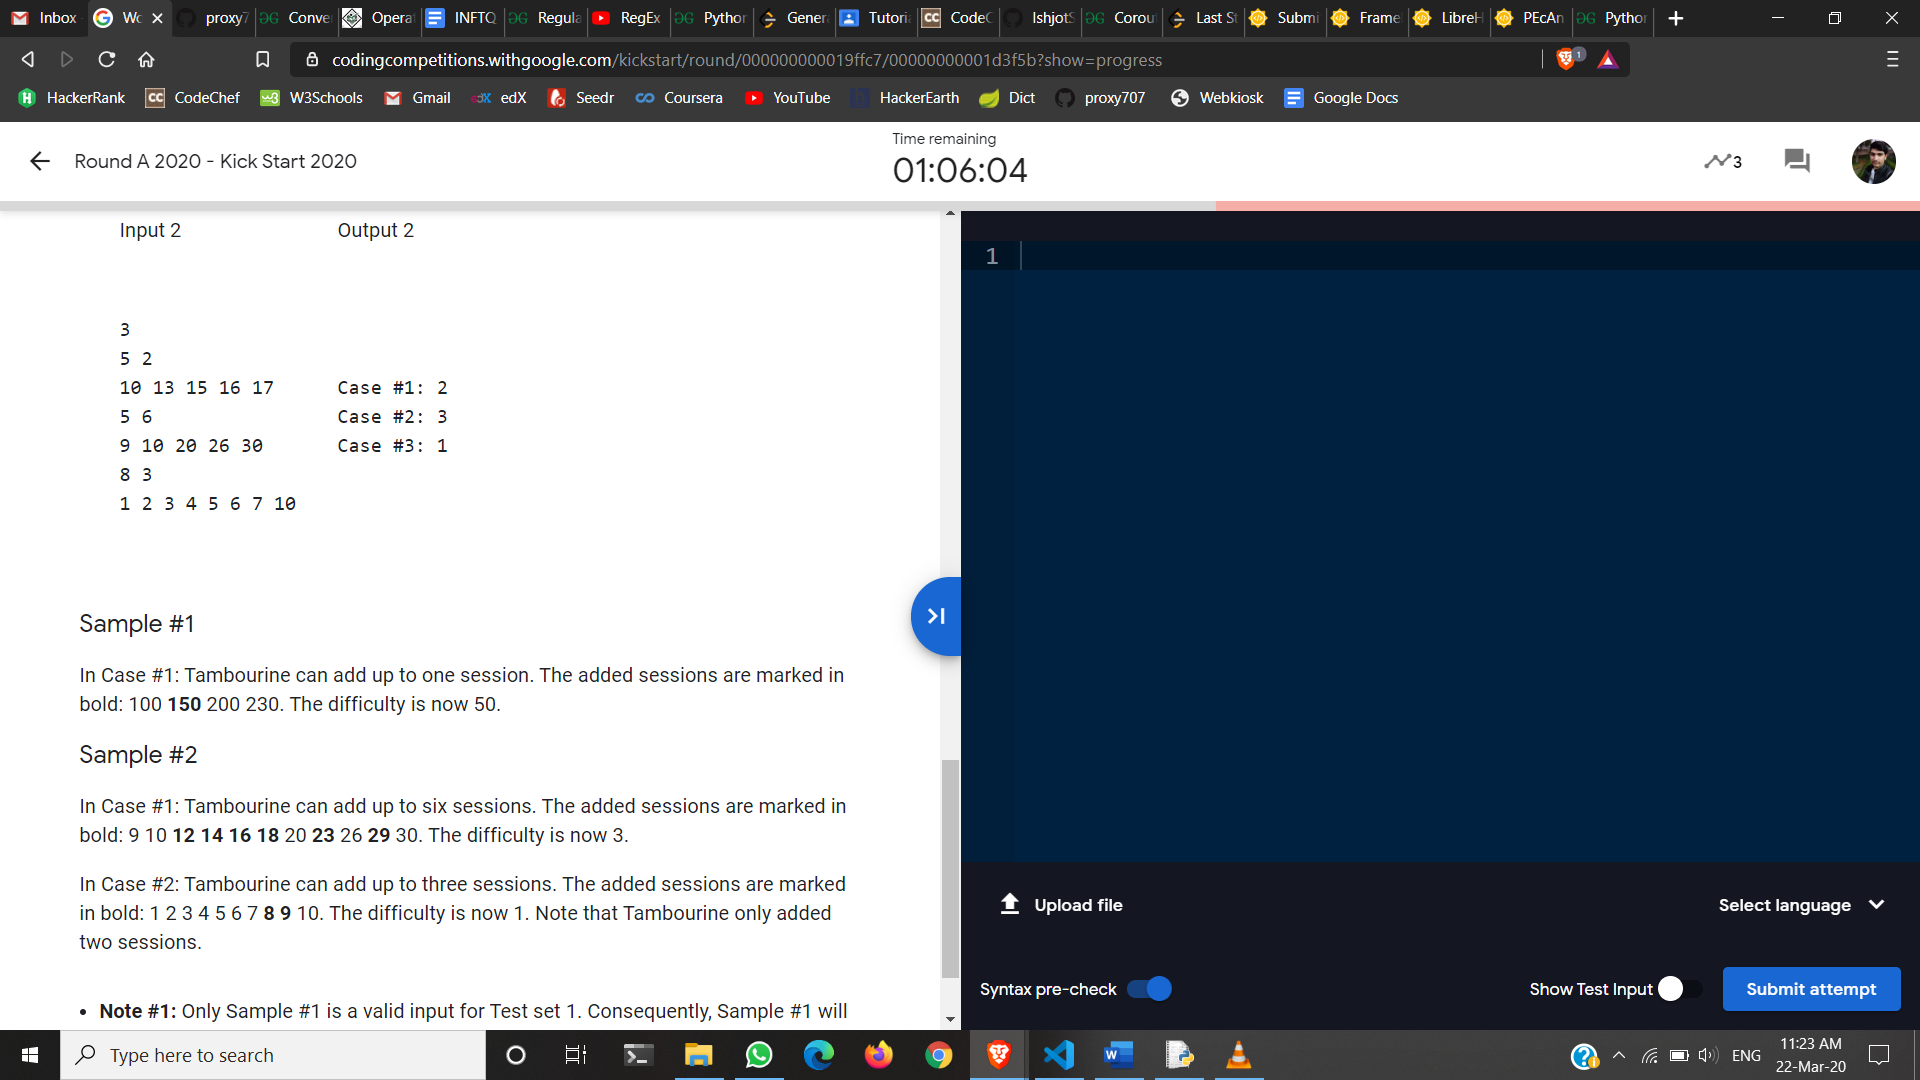 Inbox
Wo
proxy7
Conve
Opera
INFTO
Regula
RegEx
Python
Gener
Tutoria
CodeC
IshjotS
Corou
Last St
Submi
Frame
LibreH
PEcAn
Python
codingcompetitions.withgoogle.com/kickstart/round/000000000019ffc7/00000000001d3f5b?show=progress
1
HackerRank CodeChef W3Schools Gmail edX Seedr Coursera YouTube HackerEarth Dict proxy707 Webkiosk Google Docs
Time remaining
Round A 2020 - Kick Start 2020
01:06:04
3
Input 2 Output 2
3
5 2
10 13 15 16 17 Case #1: 2
5 6 Case #2: 3
9 10 20 26 30 Case #3: 1
8 3
1 2 3 4 5 6 7 10
Sample #1
In Case #1: Tambourine can add up to one session. The added sessions are marked in
bold: 100 150 200 230. The difficulty is now 50.
Sample #2
In Case #1: Tambourine can add up to six sessions. The added sessions are marked in
bold: 9 10 12 14 16 18 20 23 26 29 30. The difficulty is now 3.
In Case #2: Tambourine can add up to three sessions. The added sessions are marked
in bold: 1 2 3 4 5 6 7 8 9 10. The difficulty is now 1. Note that Tambourine only added
two sessions.
• Note #1: Only Sample #1 is a valid input for Test set 1. Consequently, Sample #1 will
1
Upload file
Select language
Syntax pre-check
Show Test Input
Submit attempt
Type here to search
ENG
11:23 AM
22-Mar-20